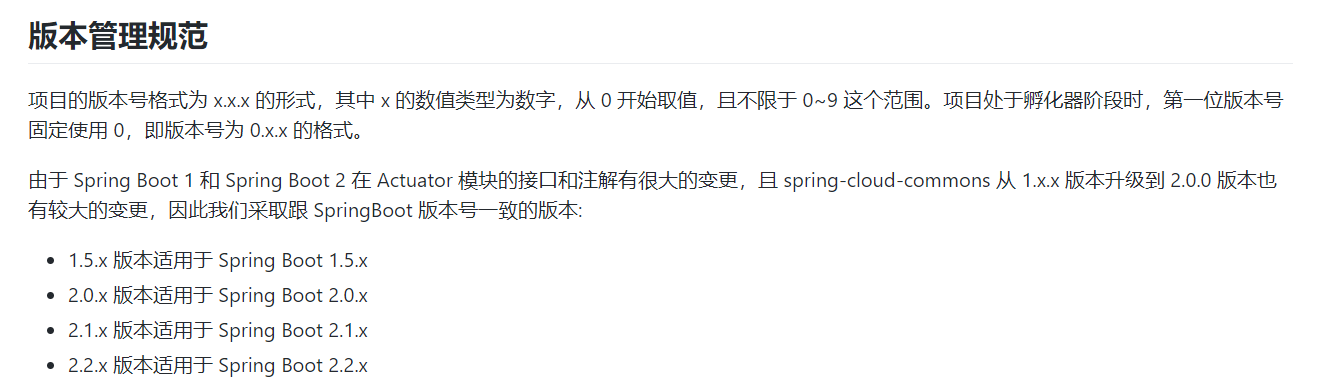 版本管理规范
项目的版本号格式为 x.x.x 的形式，其中 x 的数值类型为数字，从 0 开始取值，且不限于 0~9 这个范围。项目处于孵化器阶段时，第一位版本号
固定使用 0，即版本号为 0.x.x 的格式。
由于 Spring Boot 1 和 Spring Boot 2 在 Actuator 模块的接口和注解有很大的变更，且 spring-cloud-commons 从 1.x.x 版本升级到 2.0.0 版本也
有较大的变更，因此我们采取跟 SpringBoot 版本号一致的版本:
• 1.5.x 版本适用于 Spring Boot 1.5.x
• 2.0.x 版本适用于 Spring Boot 2.0.x
• 2.1.x 版本适用于 Spring Boot 2.1.x
• 2.2.x 版本适用于 Spring Boot 2.2.x